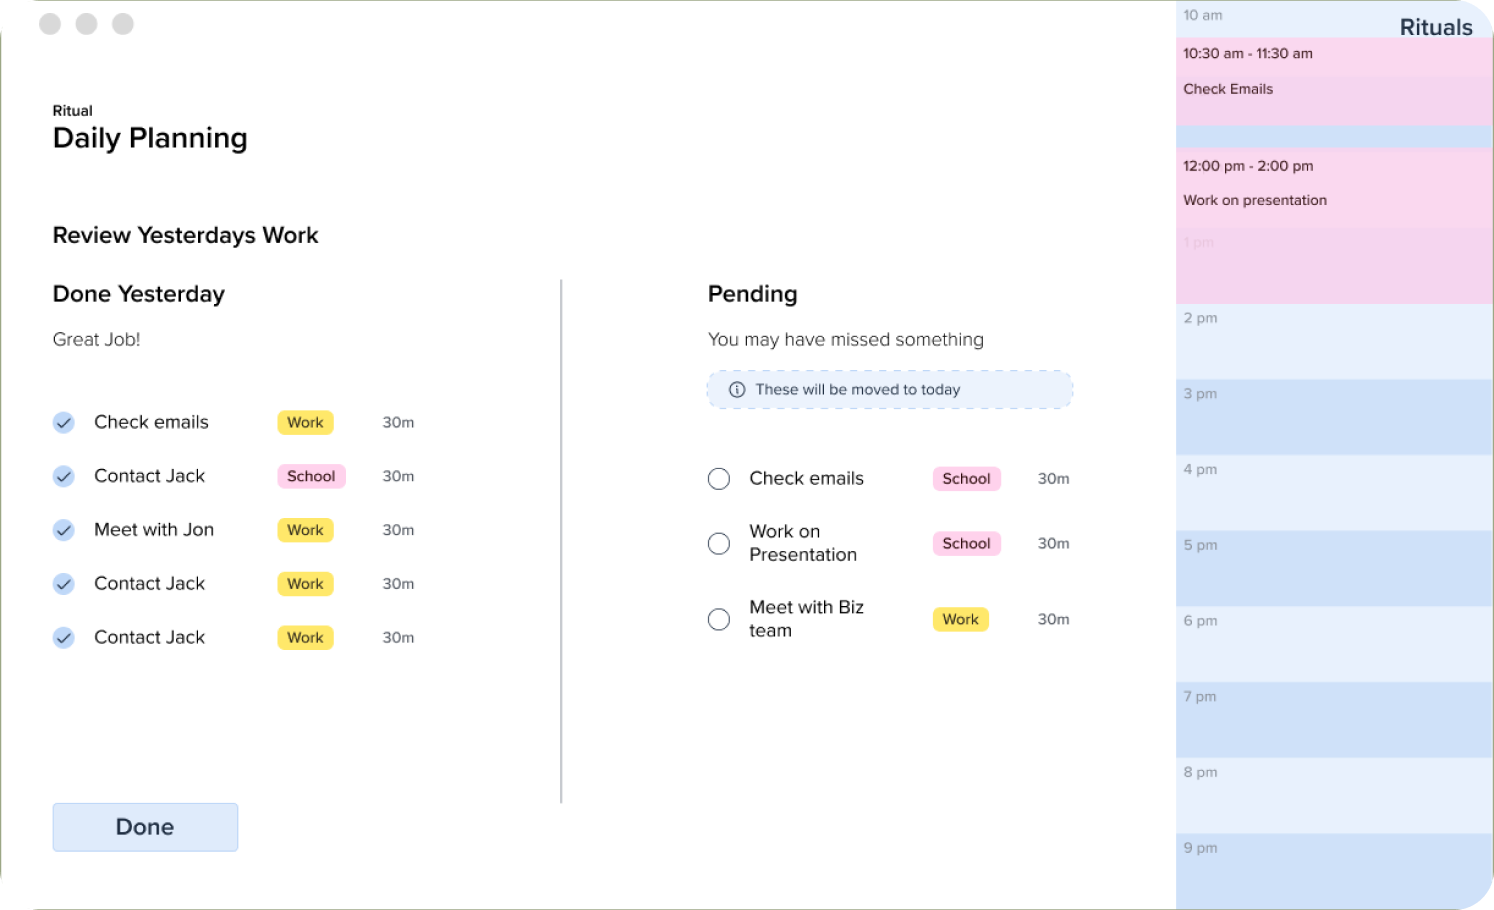 Ritual
Daily Planning
Review Yesterdays Work
Done Yesterday
Great Job!
Check emails Work 30m
Contact Jack School 30m
Meet with Jon Work 30m
Contact Jack Work 30m
Contact Jack Work 30m
Done
Pending
You may have missed something
These will be moved to today
Check emails School 30m
Work on
Presentation School 30m
Meet with Biz
team Work 30m
10 am
Rituals
10:30 am - 11:30 am
Check Emails
12:00 pm - 2:00 pm
Work on presentation
1 pm
2 pm
3 pm
4 pm
5 pm
6 pm
7 pm
8 pm
9 pm